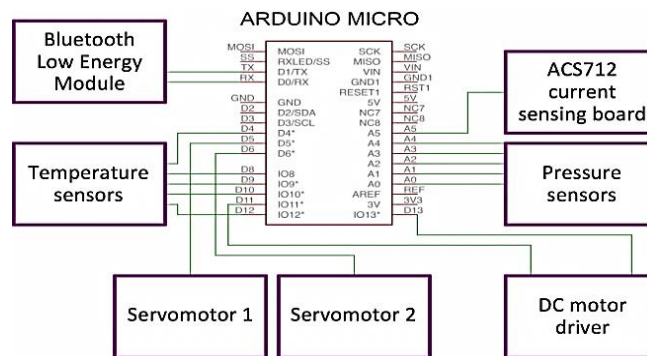 ARDUINO MICRO
Bluetooth
Low Energy
Module
MOSI
SS
TX
RX
GND
D2
D3
D4
D5
D6
D8
D9
D10
D11
D12
MOSI
RXLED/SS
D1/TX
D0/RX
GND
D2/SDA
D3/SCL
D4*
D5*
D6*
IO8
IO9*
IO10*
IO11*
IO12*
SCK
MISO
VIN
GND1
RESET1
5V
NC7
NC8
A5
A4
A3
A2
A1
A0
AREF
3V
IO13*
SCK
MISO
VIN
GND1
RST1
5V
NC7
NC8
A5
A4
A3
A2
A1
A0
REF
3V3
D13
ACS712
current
sensing board
Temperature
sensors
Pressure
sensors
Servomotor 1
Servomotor 2
DC motor
driver